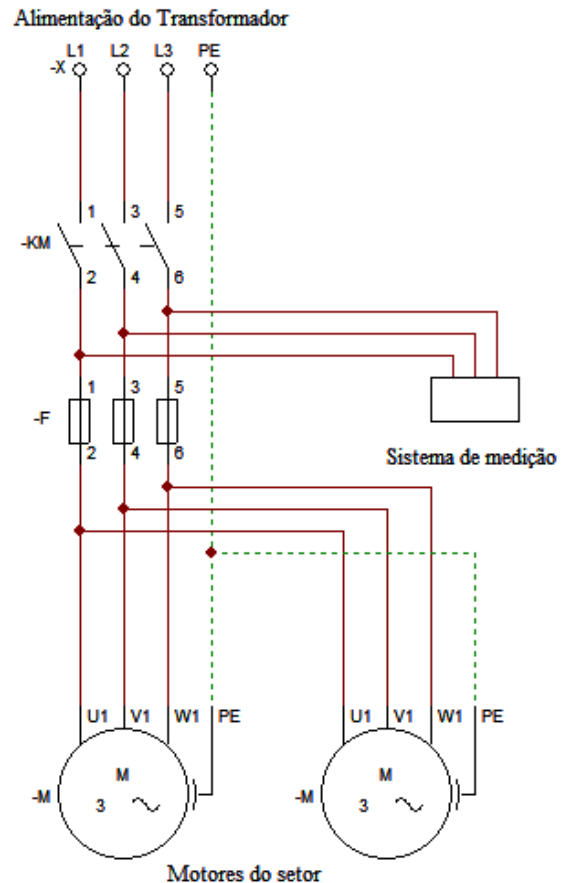 Alimentação do Transformador
L1 L2 L3 PE
-X
1 3 5
-KM
2 4 6
1 3 5
-F
2 4 6
Sistema de medição
U1 V1 W1 PE U1 V1 W1 PE
M M
-M 3 -M 3
Motores do setor